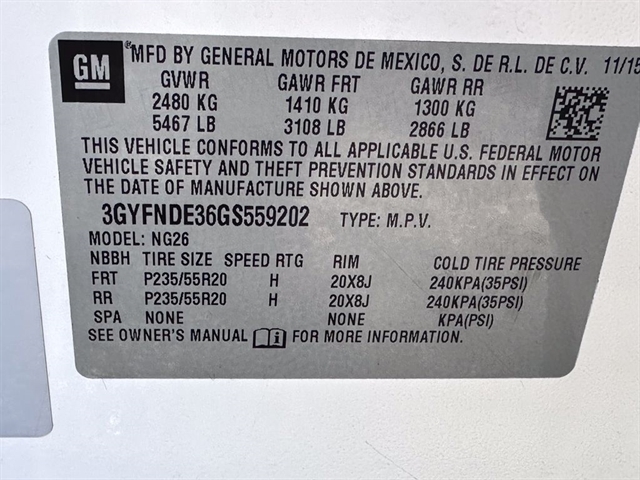 GM ® MFD BY GENERAL MOTORS DE MEXICO, S. DE R.L. DE C.V. 11/15
GVWR GAWR FRT GAWR RR
2480 KG 1410 KG 1300 KG
5467 LB 3108 LB 2866 LB
THIS VEHICLE CONFORMS TO ALL APPLICABLE U.S. FEDERAL MOTOR
VEHICLE SAFETY AND THEFT PREVENTION STANDARDS IN EFFECT ON
THE DATE OF MANUFACTURE SHOWN ABOVE.
3GYFNDE36GS559202 TYPE: M.P.V.
MODEL: NG26
NBBH TIRE SIZE SPEED RTG RIM COLD TIRE PRESSURE
FRT P235/55R20 H 20X8J 240KPA(35PSI)
RR P235/55R20 H 20X8J 240KPA(35PSI)
SPA NONE NONE KPA(PSI)
SEE OWNER'S MANUAL FOR MORE INFORMATION.